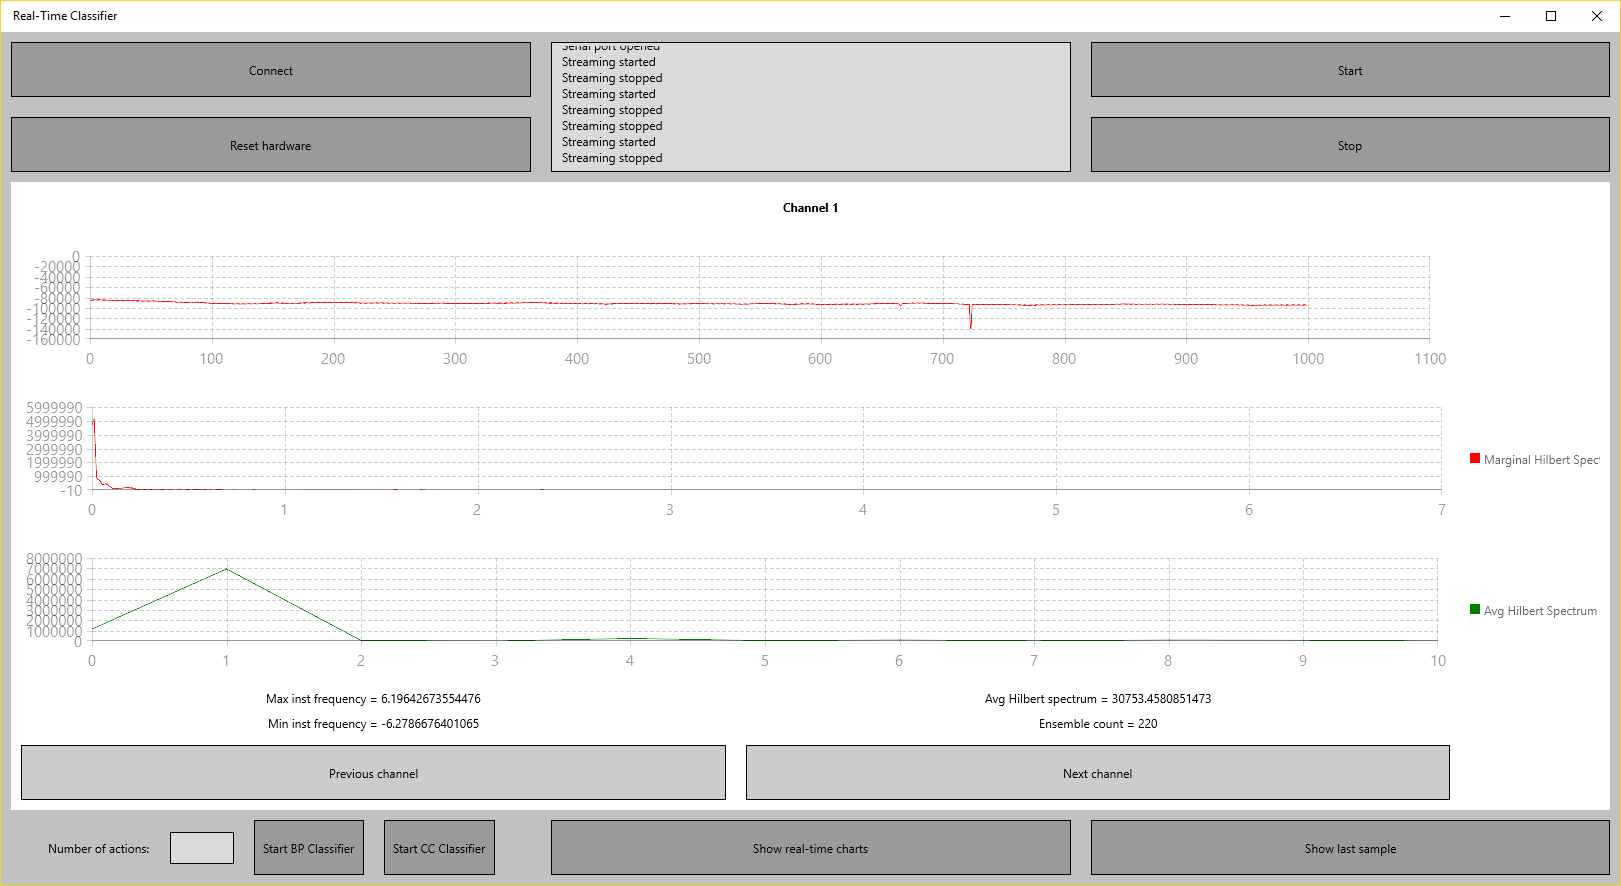 Real-Time Classifier
Connect
Reset hardware
Serial port opened
Streaming started
Streaming stopped
Streaming started
Streaming stopped
Streaming stopped
Streaming started
Streaming stopped
Start
Stop
Channel 1
0
-20000
-40000
-60000
-80000
-100000
-120000
-140000
-160000
0 100 200 300 400 500 600 700 800 900 1000 1100
5999990
4999990
3999990
2999990
1999990
999990
-10
0 1 2 3 4 5 6 7
Marginal Hilbert Spect
8000000
7000000
6000000
5000000
4000000
3000000
2000000
1000000
0
0 1 2 3 4 5 6 7 8 9 10
Avg Hilbert Spectrum
Max inst frequency = 6.19642673554476
Min inst frequency = -6.2786676401065
Avg Hilbert spectrum = 30753.4580851473
Ensemble count = 220
Previous channel
Next channel
Number of actions:
Start BP Classifier
Start CC Classifier
Show real-time charts
Show last sample